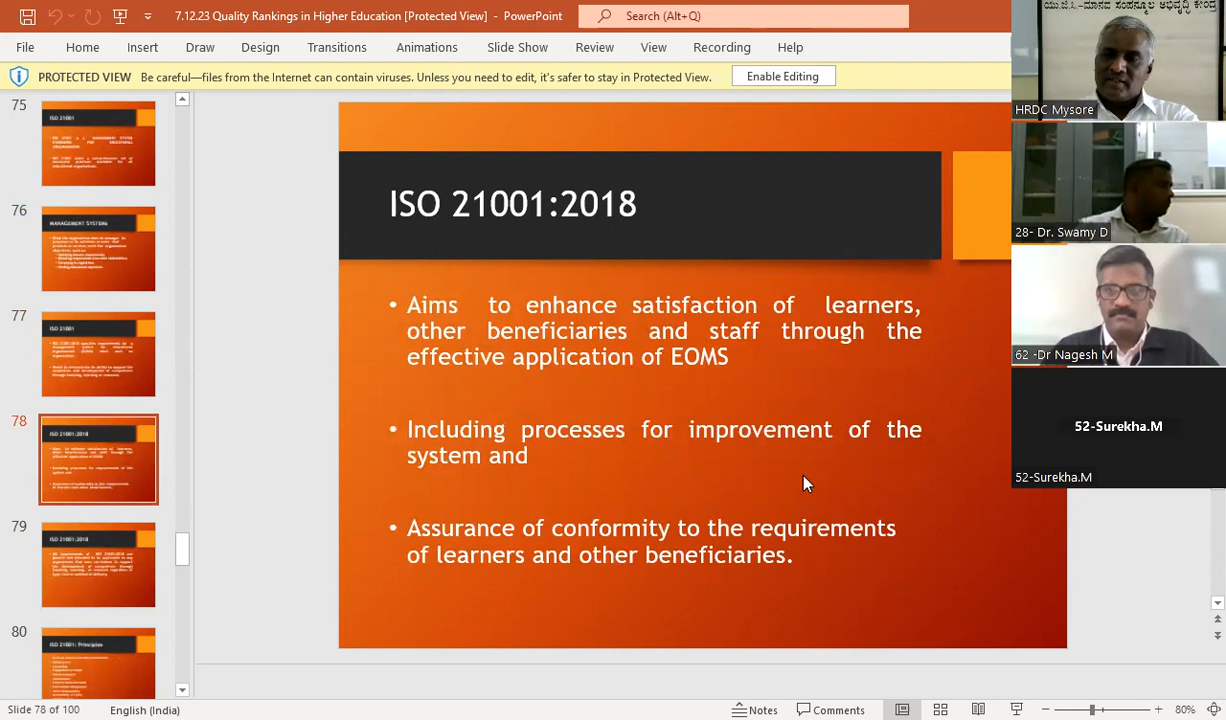 7.12.23 Quality Rankings in Higher Education [Protected View] - PowerPoint
Search (Alt+Q)
File Home Insert Draw Design Transitions Animations Slide Show Review View Recording Help
PROTECTED VIEW Be careful—files from the Internet can contain viruses. Unless you need to edit, it's safer to stay in Protected View. Enable Editing
75
ISO 21001
76
MANAGEMENT SYSTEMs
77
ISO 21001
78
ISO 21001:2018
79
ISO 21001:2018
80
ISO 21001: Principles
ISO 21001:2018
• Aims to enhance satisfaction of learners,
other beneficiaries and staff through the
effective application of EOMS
• Including processes for improvement of the
system and
• Assurance of conformity to the requirements
of learners and other beneficiaries.
ಯು.ಜಿ.ಸಿ-ಮಾನವ ಸಂಪನ್ಮೂಲ ಅಭಿವೃದ್ಧಿ ಕೇಂದ್ರ
HRDC Mysore
28- Dr. Swamy D
62 -Dr Nagesh M
52-Surekha.M
52-Surekha.M
Slide 78 of 100 English (India) Notes Comments 80%